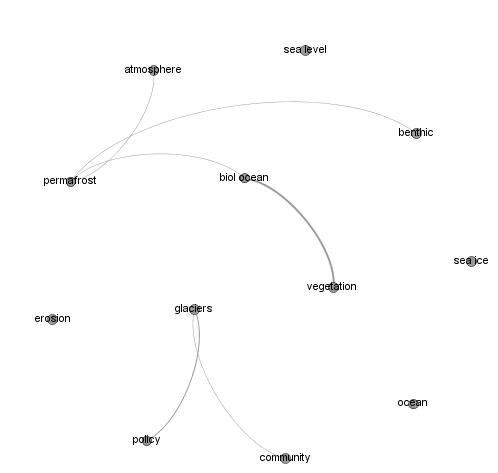 sea level
atmosphere
benthic
biol ocean
permafrost
sea ice
vegetation
glaciers
erosion
ocean
policy
community